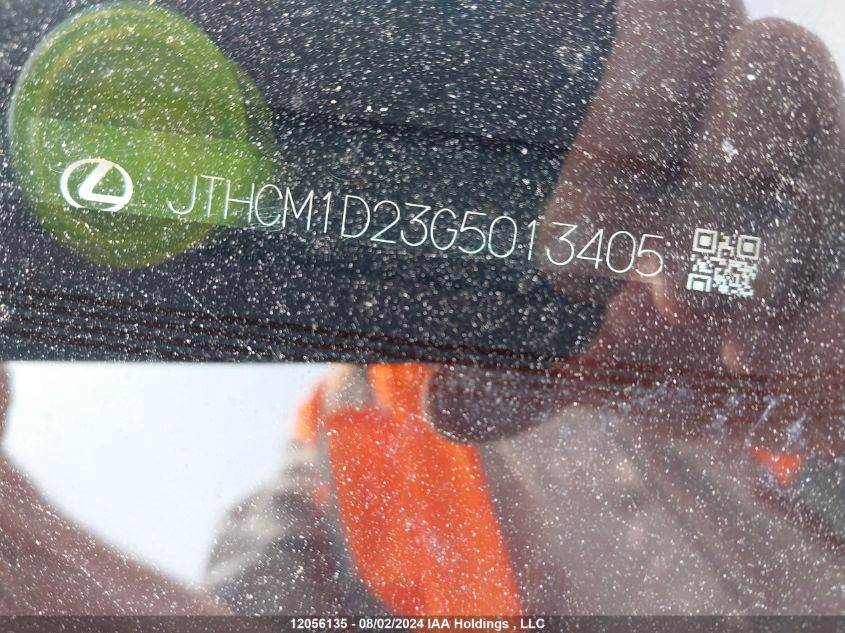 JTHCM1D23G5013405
12056135 - 08/02/2024 IAA Holdings , LLC